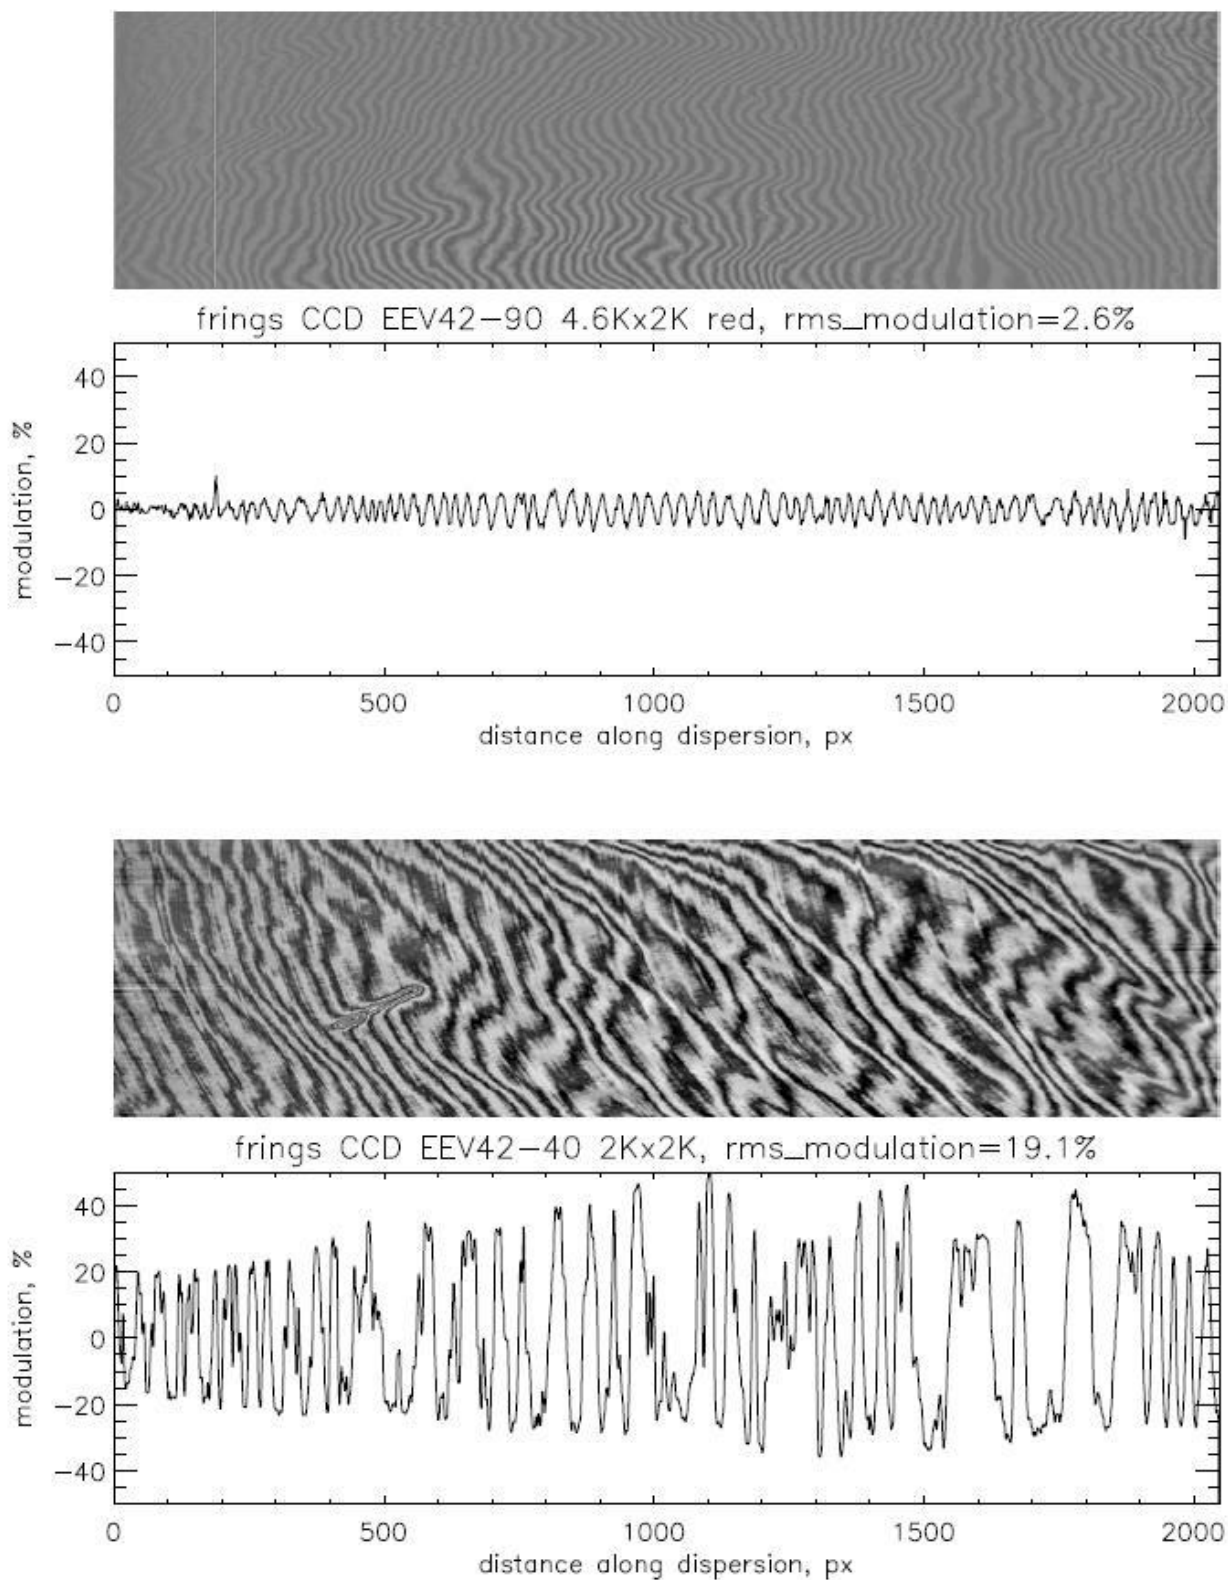 frings CCD EEV42-90 4.6Kx2K red, rms_modulation=2.6%
modulation, %
40
20
0
-20
-40
0 500 1000 1500 2000
distance along dispersion, px
frings CCD EEV42-40 2Kx2K, rms_modulation=19.1%
modulation, %
40
20
0
-20
-40
0 500 1000 1500 2000
distance along dispersion, px